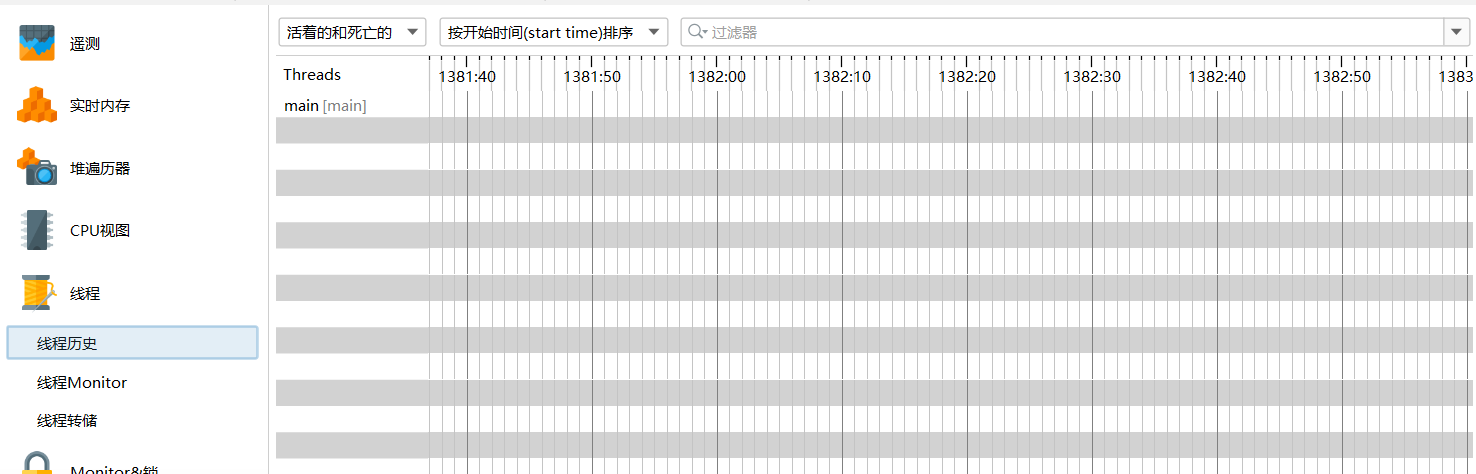 遥测
实时内存
堆遍历器
CPU视图
线程
线程历史
线程Monitor
线程转储
Monitor&锁
活着的和死亡的
按开始时间(start time)排序
过滤器
Threads
1381:40 1381:50 1382:00 1382:10 1382:20 1382:30 1382:40 1382:50 1383
main [main]